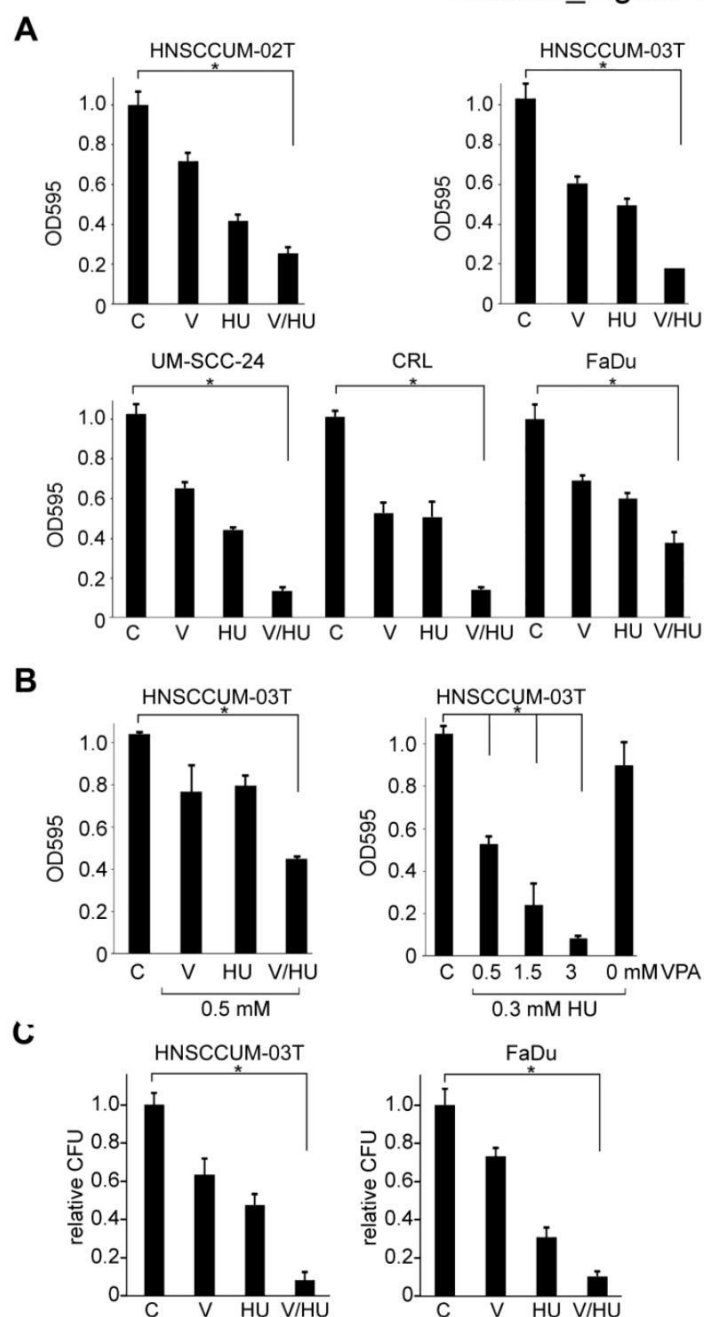 A
HNSCCUM-02T
HNSCCUM-03T
*
*
OD595
1.0
0.8
0.6
0.4
0.2
0
C V HU V/HU
OD595
1.0
0.8
0.6
0.4
0.2
0
C V HU V/HU
UM-SCC-24
CRL
FaDu
*
*
*
OD595
1.0
0.8
0.6
0.4
0.2
0
C V HU V/HU
C V HU V/HU
C V HU V/HU
B
HNSCCUM-03T
*
OD595
1.0
0.8
0.6
0.4
0.2
0
C V HU V/HU
0.5 mM
HNSCCUM-03T
*
OD595
1.0
0.8
0.6
0.4
0.2
0
C 0.5 1.5 3 0 mM VPA
0.3 mM HU
C
HNSCCUM-03T
*
relative CFU
1.0
0.8
0.6
0.4
0.2
0
C V HU V/HU
FaDu
*
relative CFU
1.0
0.8
0.6
0.4
0.2
0
C V HU V/HU